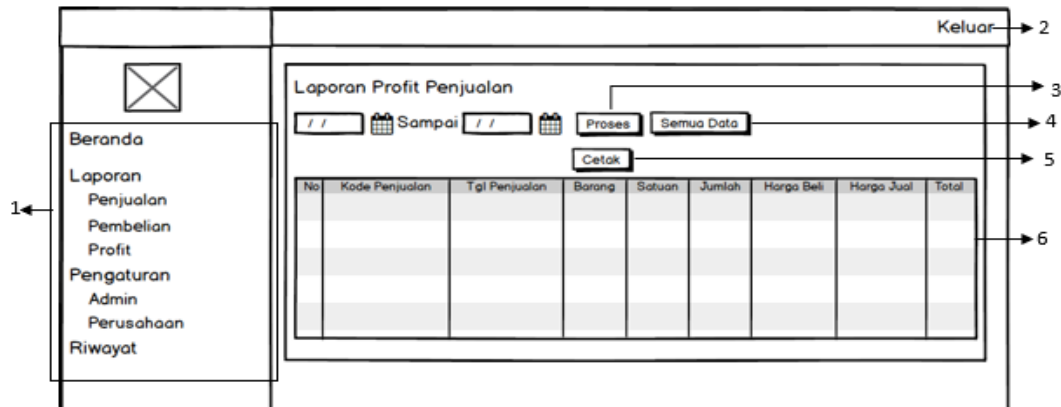 Keluar 2
Laporan Profit Penjualan
3
/ / Sampai / / Proses Semua Data 4
Cetak 5
No Kode Penjualan Tgl Penjualan Barang Satuan Jumlah Harga Beli Harga Jual Total
6
1
Beranda
Laporan
Penjualan
Pembelian
Profit
Pengaturan
Admin
Perusahaan
Riwayat